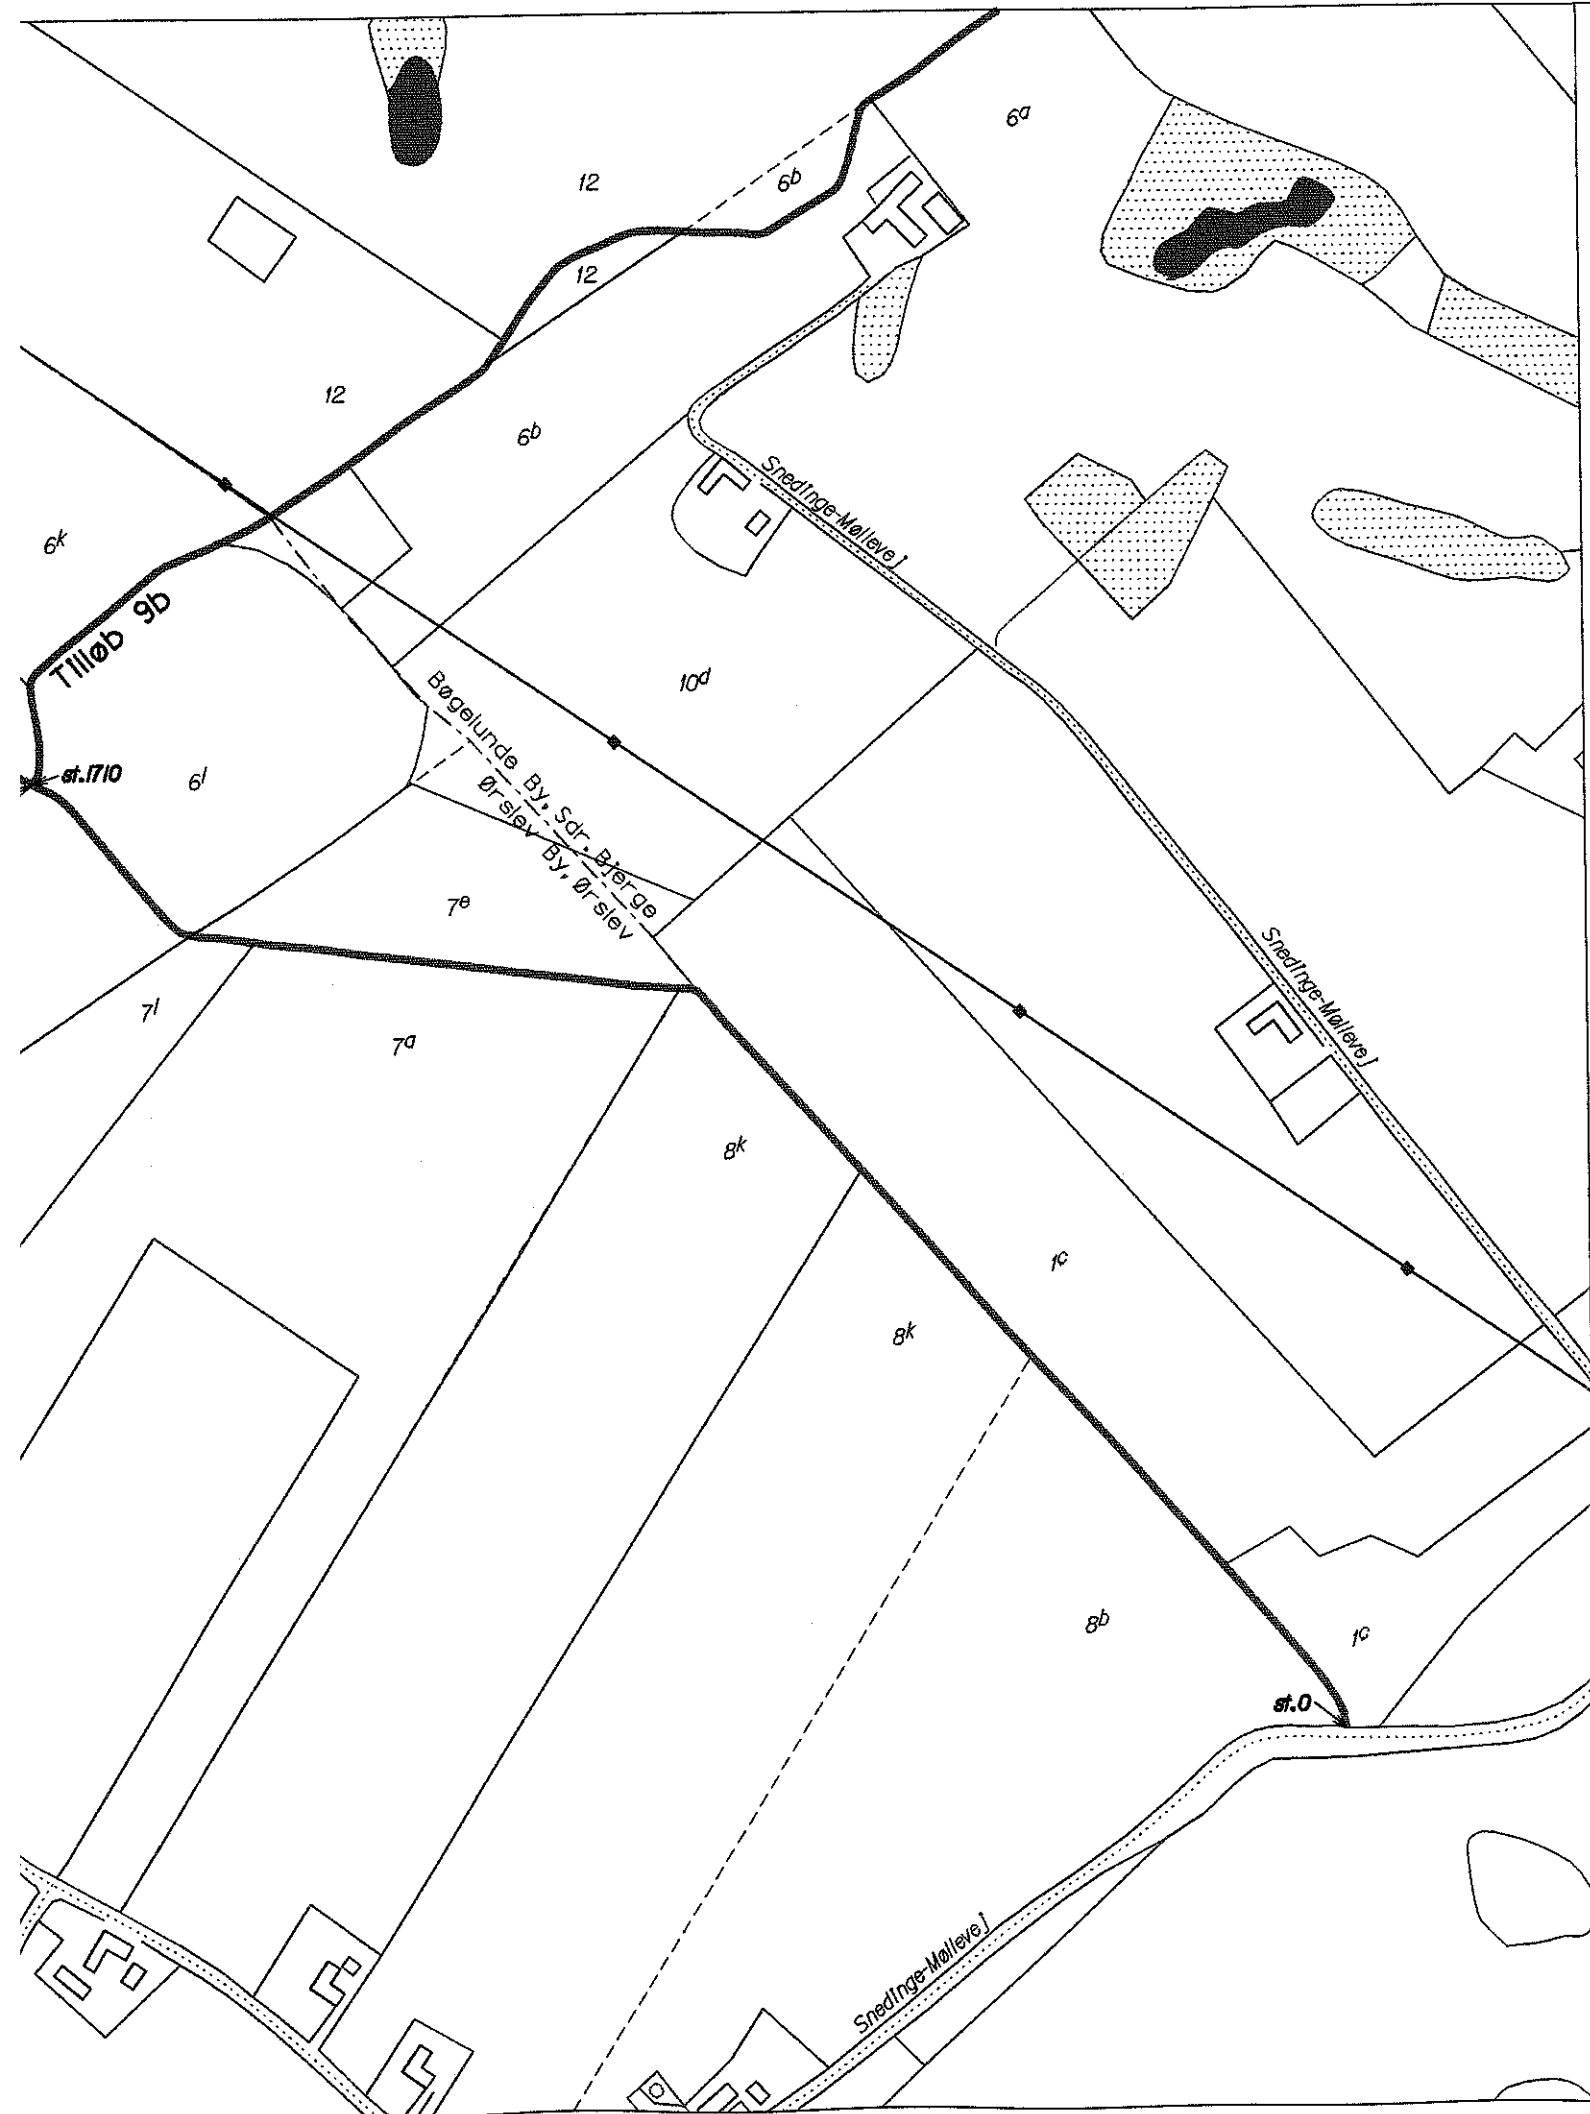 6a
12
6b
12
12
6b
Snedinge-Møllevej
6k
Tilløb 9b
10d
Bøgelunde By, Sdr. Bjerge
Ørslev By, Ørslev
st.1710
6l
7e
Snedinge-Møllevej
7l
7a
8k
1c
8k
8b
1c
st.0
Snedinge-Møllevej